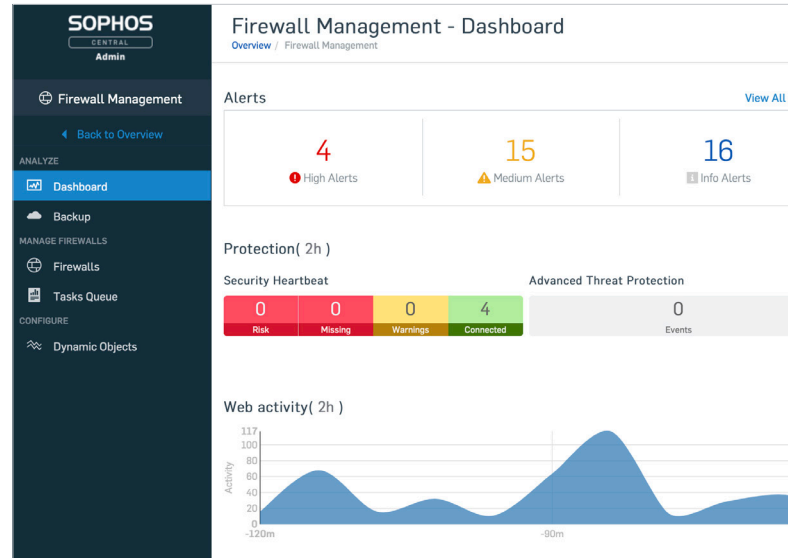 SOPHOS
CENTRAL
Admin
Firewall Management
Back to Overview
ANALYZE
Dashboard
Backup
MANAGE FIREWALLS
Firewalls
Tasks Queue
CONFIGURE
Dynamic Objects
Firewall Management - Dashboard
Overview / Firewall Management
Alerts
View All
4
High Alerts
15
Medium Alerts
16
Info Alerts
Protection( 2h )
Security Heartbeat
Advanced Threat Protection
0 0 0 4
Risk Missing Warnings Connected
0
Events
Web activity( 2h )
117
100
80
60
40
20
0
Activity
-120m
-90m